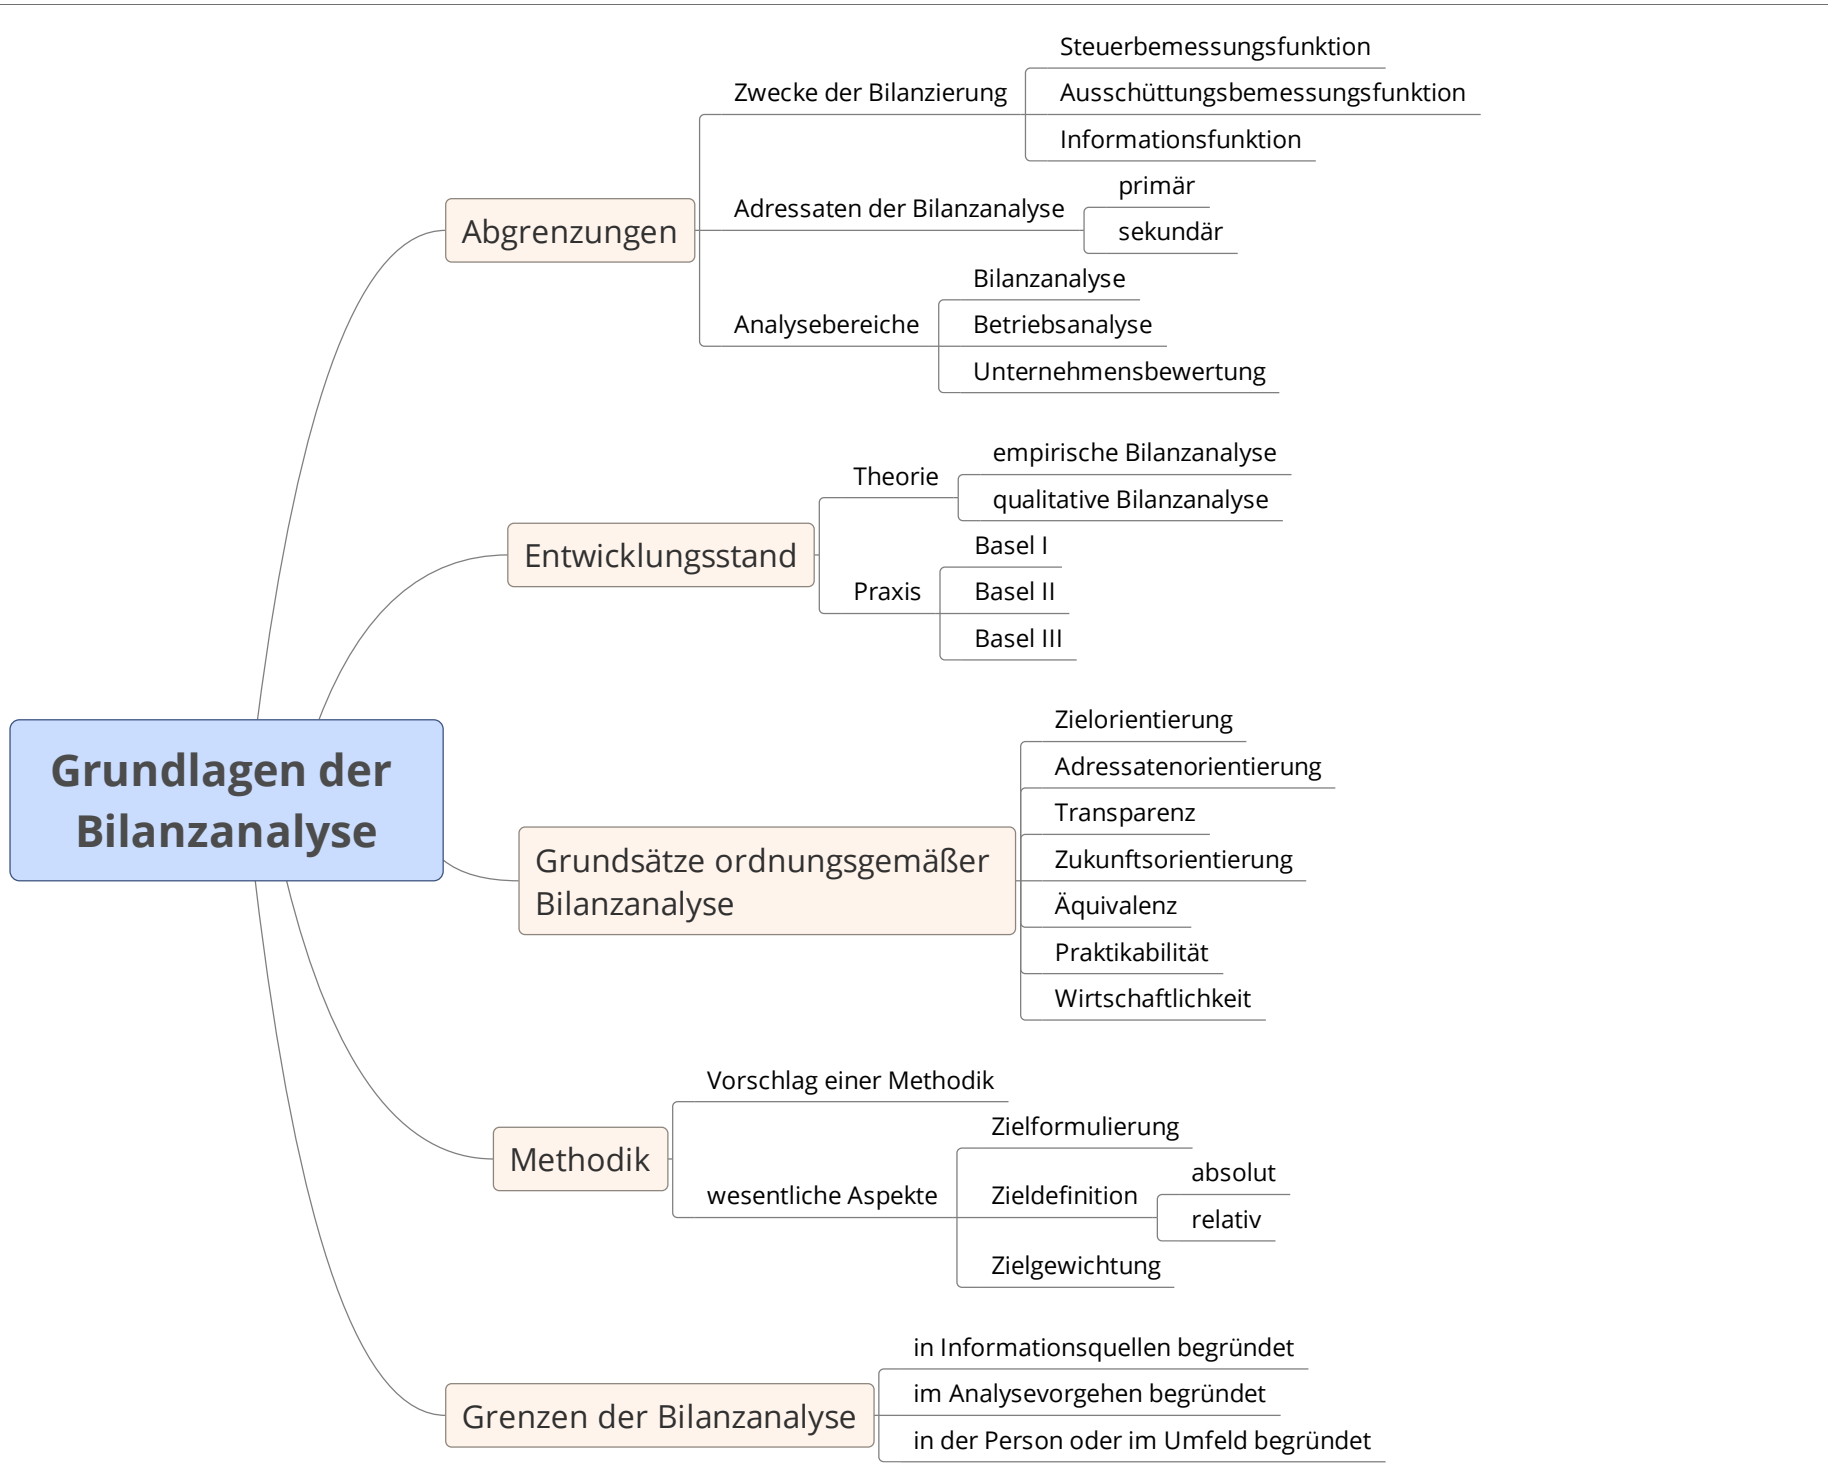 Grundlagen der
Bilanzanalyse
Abgrenzungen
Zwecke der Bilanzierung
Steuerbemessungsfunktion
Ausschüttungsbemessungsfunktion
Informationsfunktion
Adressaten der Bilanzanalyse
primär
sekundär
Analysebereiche
Bilanzanalyse
Betriebsanalyse
Unternehmensbewertung
Entwicklungsstand
Theorie
empirische Bilanzanalyse
qualitative Bilanzanalyse
Praxis
Basel I
Basel II
Basel III
Grundsätze ordnungsgemäßer
Bilanzanalyse
Zielorientierung
Adressatenorientierung
Transparenz
Zukunftsorientierung
Äquivalenz
Praktikabilität
Wirtschaftlichkeit
Methodik
Vorschlag einer Methodik
wesentliche Aspekte
Zielformulierung
Zieldefinition
absolut
relativ
Zielgewichtung
Grenzen der Bilanzanalyse
in Informationsquellen begründet
im Analysevorgehen begründet
in der Person oder im Umfeld begründet